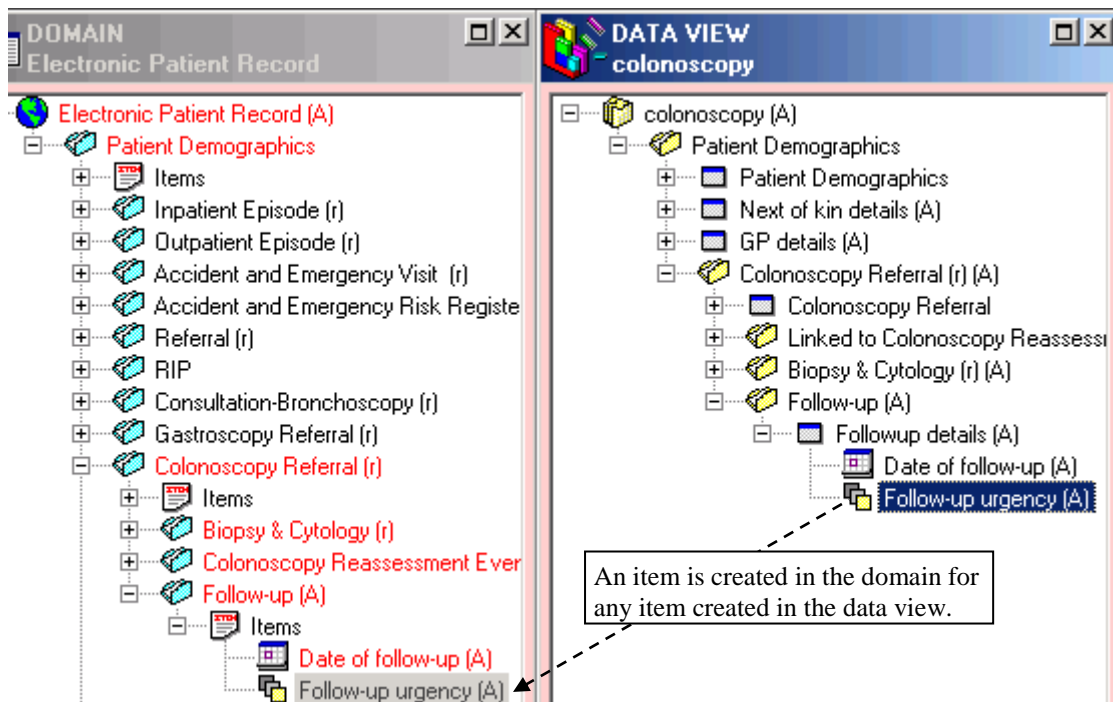 DOMAIN
Electronic Patient Record
Electronic Patient Record (A)
Patient Demographics
Items
Inpatient Episode (r)
Outpatient Episode (r)
Accident and Emergency Visit (r)
Accident and Emergency Risk Registe
Referral (r)
RIP
Consultation-Bronchoscopy (r)
Gastroscopy Referral (r)
Colonoscopy Referral (r)
Items
Biopsy & Cytology (r)
Colonoscopy Reassessment Ever
Follow-up (A)
Items
Date of follow-up (A)
Follow-up urgency (A)
DATA VIEW
colonoscopy
colonoscopy (A)
Patient Demographics
Patient Demographics
Next of kin details (A)
GP details (A)
Colonoscopy Referral (r) (A)
Colonoscopy Referral
Linked to Colonoscopy Reassess
Biopsy & Cytology (r) (A)
Follow-up (A)
Followup details (A)
Date of follow-up (A)
Follow-up urgency (A)
An item is created in the domain for
any item created in the data view.